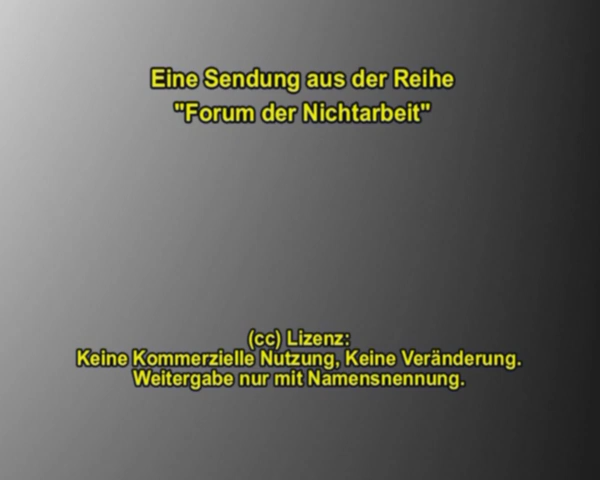 Eine Sendung aus der Reihe
"Forum der Nichtarbeit"
(cc) Lizenz:
Keine Kommerzielle Nutzung, Keine Veränderung.
Weitergabe nur mit Namensnennung.